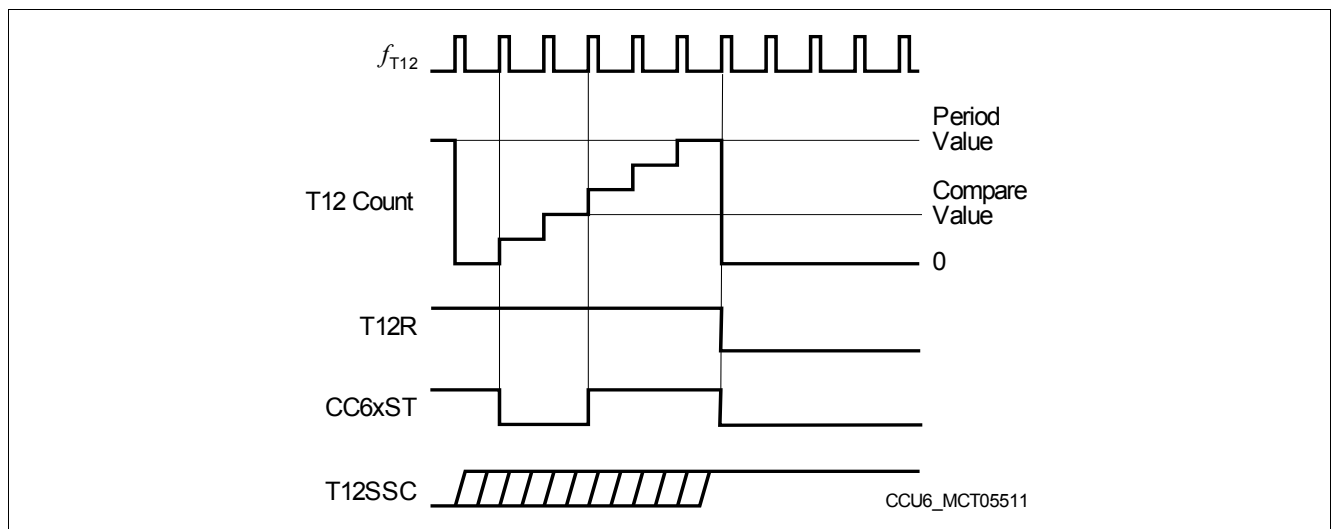 fT12
Period
Value
T12 Count
Compare
Value
0
T12R
CC6xST
T12SSC
CCU6_MCT05511